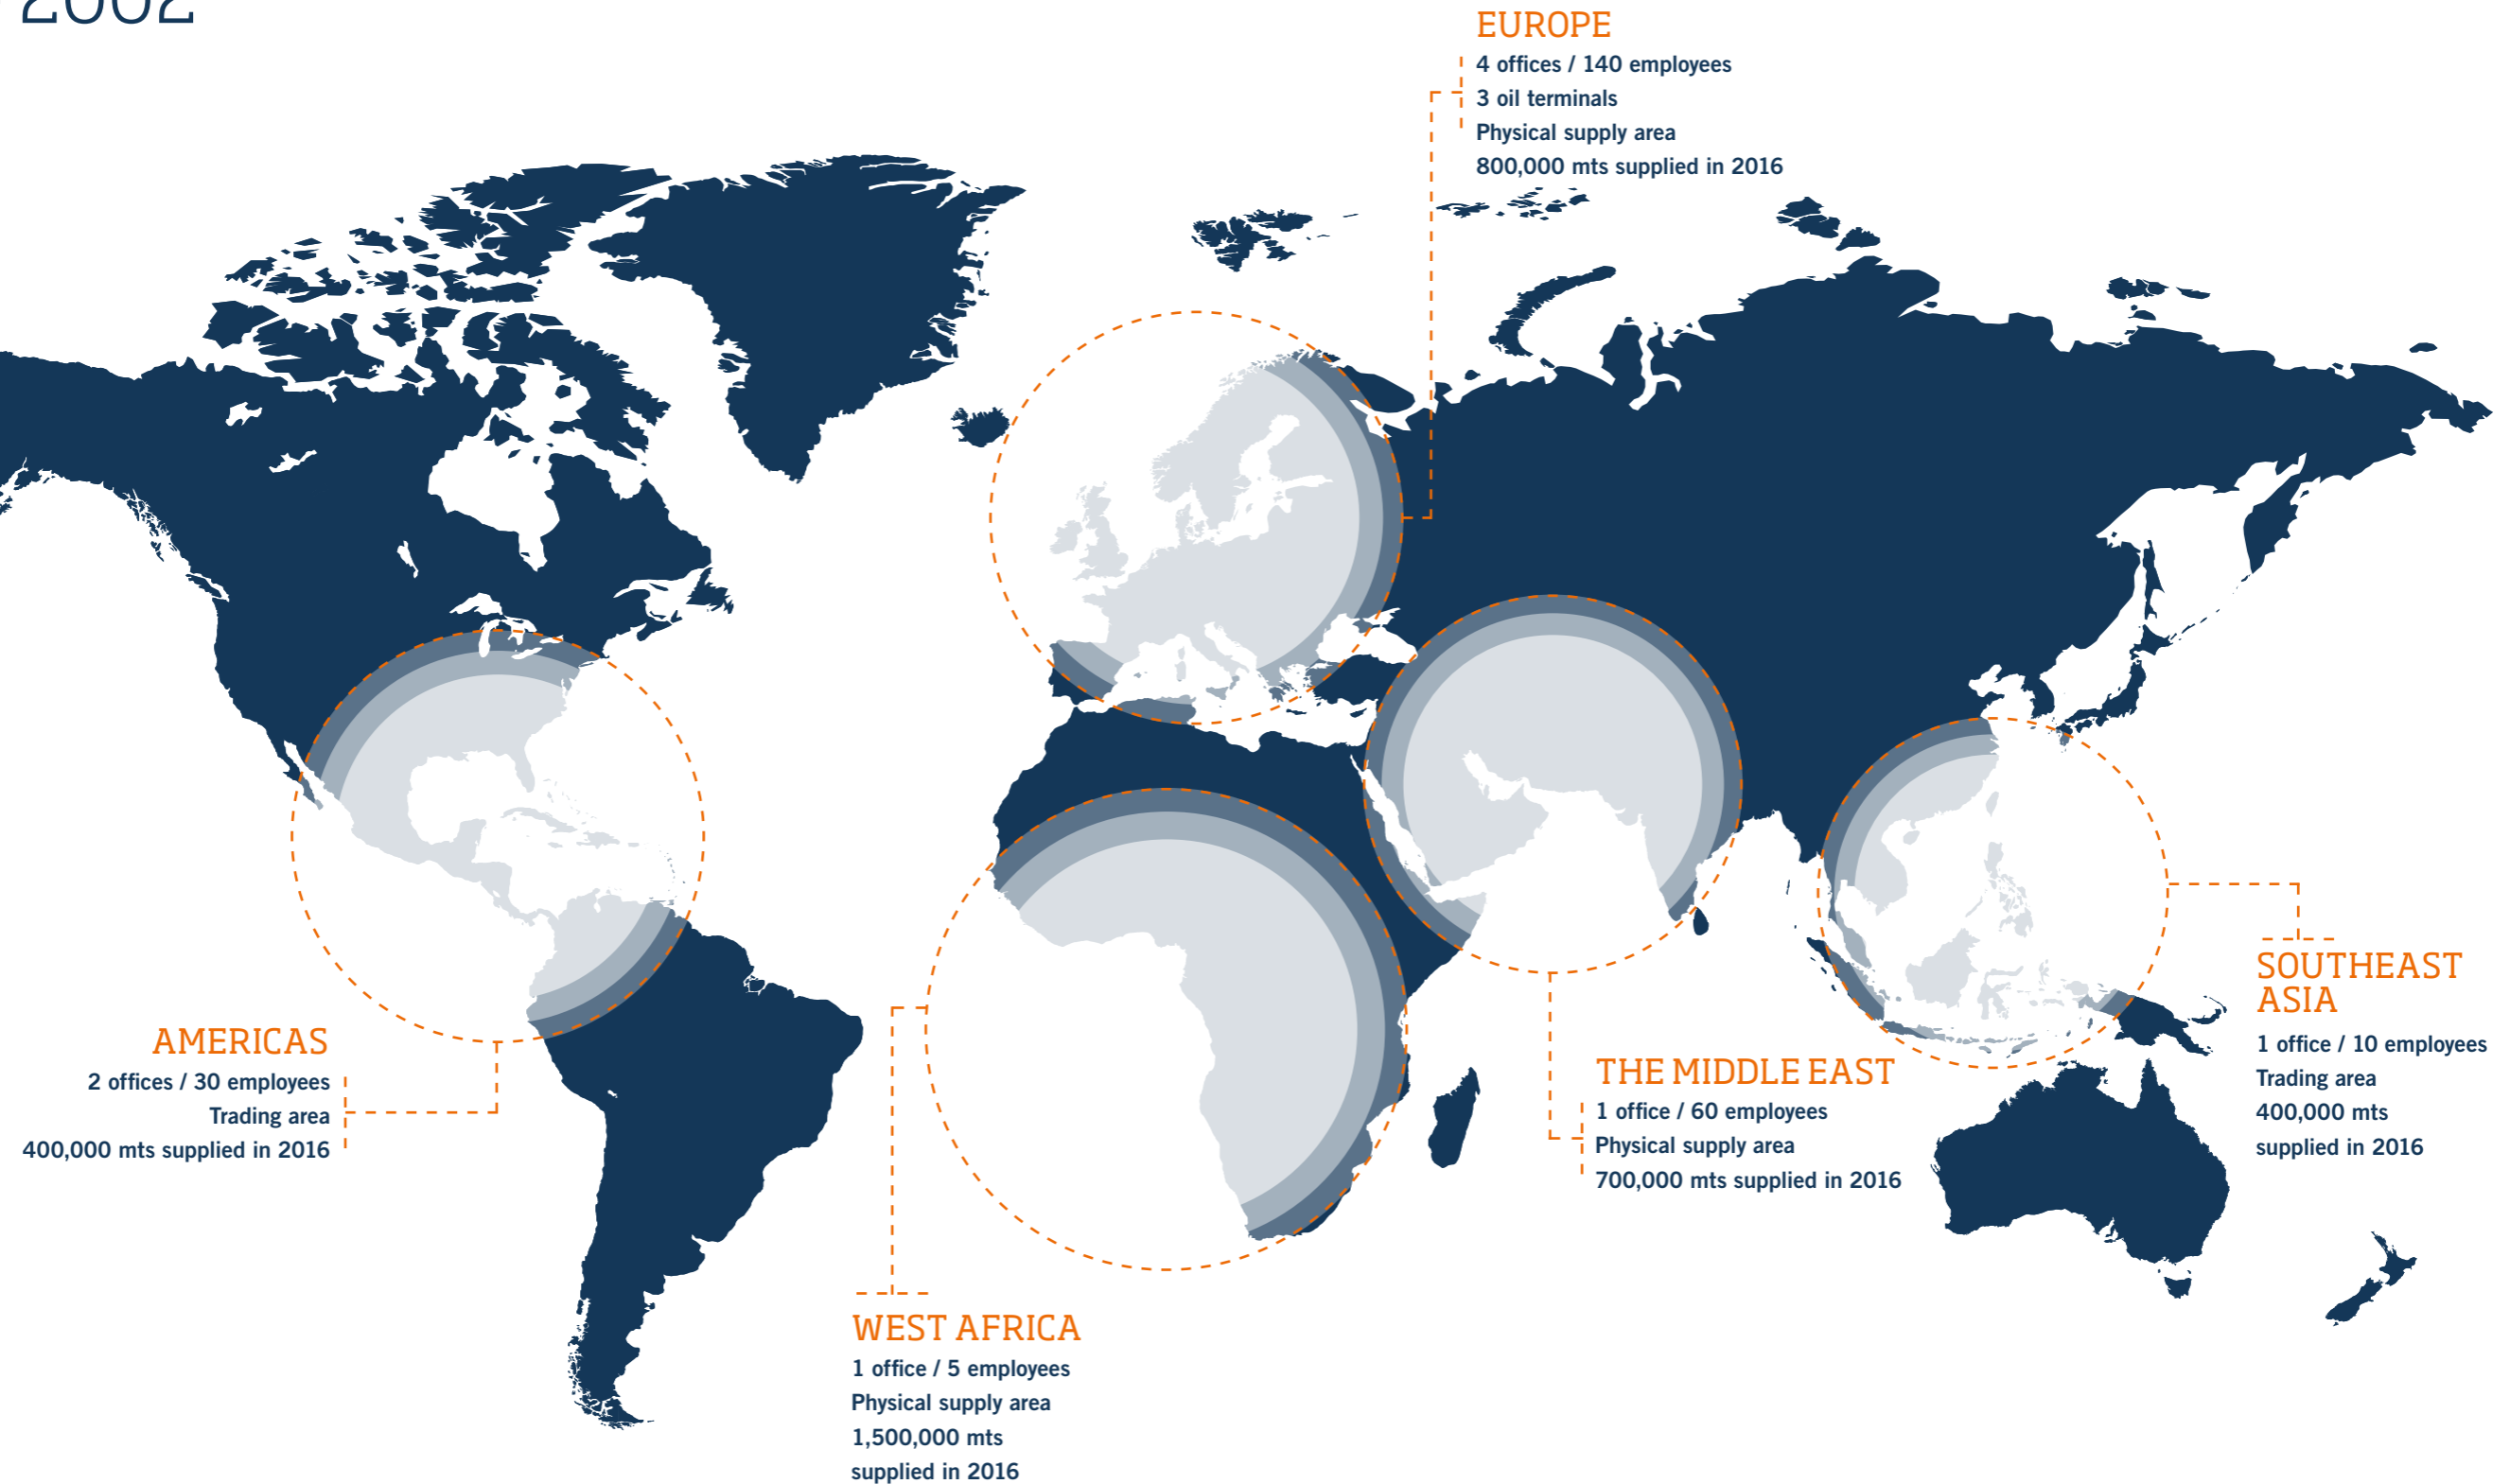 2002
EUROPE
4 offices / 140 employees
3 oil terminals
Physical supply area
800,000 mts supplied in 2016
AMERICAS
2 offices / 30 employees
Trading area
400,000 mts supplied in 2016
WEST AFRICA
1 office / 5 employees
Physical supply area
1,500,000 mts
supplied in 2016
THE MIDDLE EAST
1 office / 60 employees
Physical supply area
700,000 mts supplied in 2016
SOUTHEAST
ASIA
1 office / 10 employees
Trading area
400,000 mts
supplied in 2016